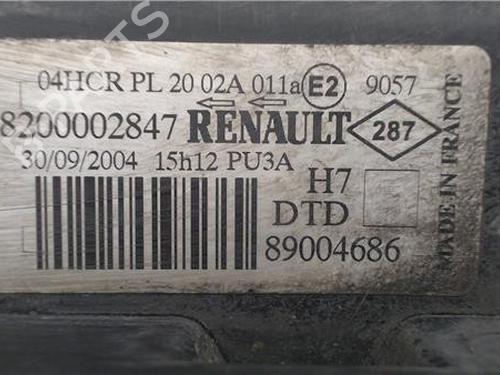 04HCR PL 20 02A 011a E2 9057
8200002847 RENAULT 287
30/09/2004 15h12 PU3A
H7
DTD
89004686
MADE IN FRANCE